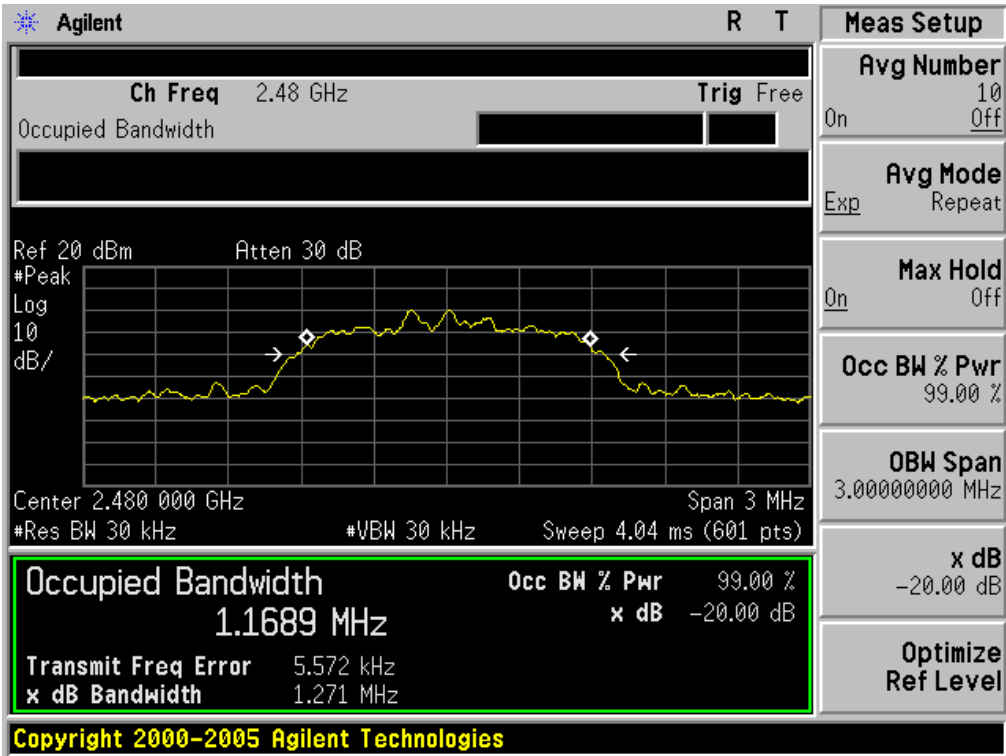 Agilent R T
Ch Freq 2.48 GHz Trig Free
Occupied Bandwidth
Ref 20 dBm Atten 30 dB
#Peak
Log
10
dB/
Center 2.480 000 GHz Span 3 MHz
#Res BW 30 kHz #VBW 30 kHz Sweep 4.04 ms (601 pts)
Occupied Bandwidth Occ BW % Pwr 99.00 %
1.1689 MHz x dB -20.00 dB
Transmit Freq Error 5.572 kHz
x dB Bandwidth 1.271 MHz
Copyright 2000-2005 Agilent Technologies
Meas Setup
Avg Number
10
On Off
Avg Mode
Exp Repeat
Max Hold
On Off
Occ BW % Pwr
99.00 %
OBW Span
3.00000000 MHz
x dB
-20.00 dB
Optimize
Ref Level